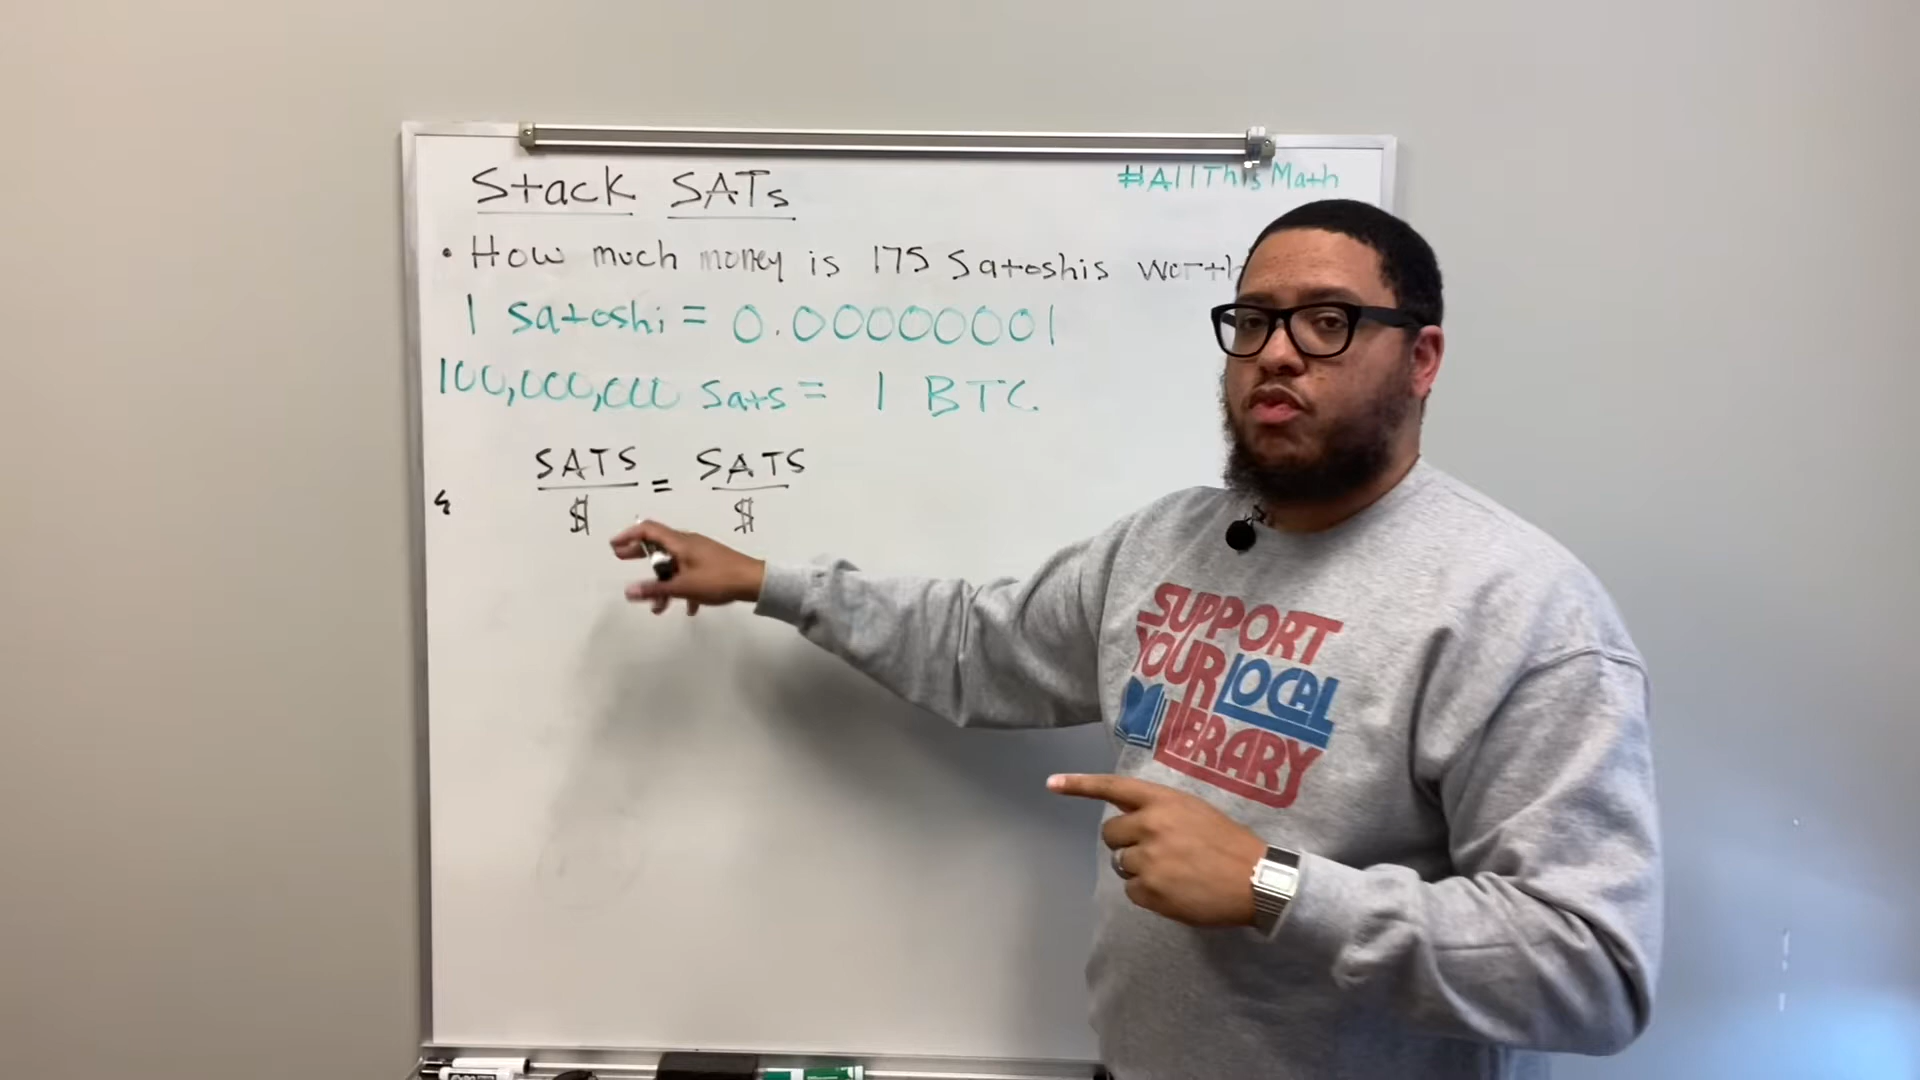 Stack SATs
#AllThisMath
• How much money is 175 Satoshis worth
1 Satoshi = 0.00000001
100,000,000 Sats = 1 BTC.
SATS = SATS
$ $
SUPPORT
YOUR LOCAL
LIBRARY